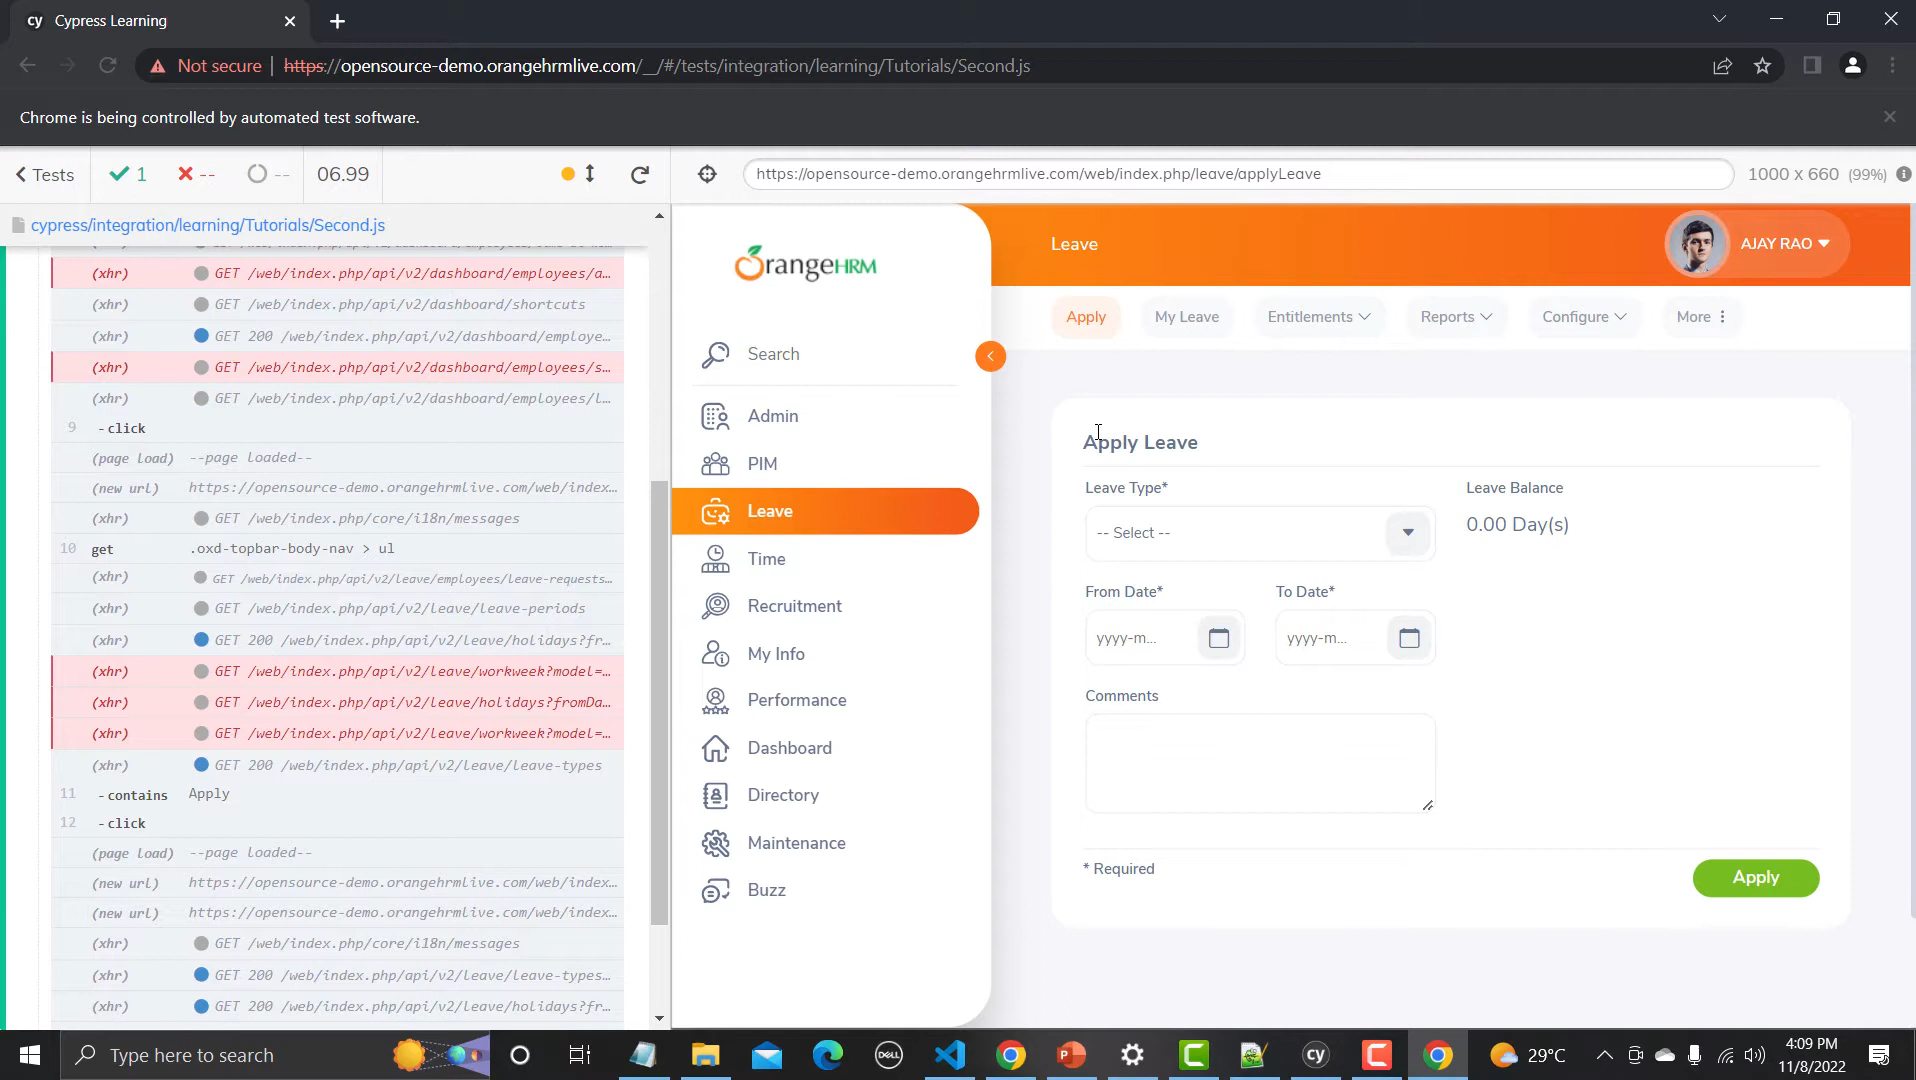 cy Cypress Learning
Not secure https://opensource-demo.orangehrmlive.com/__/#/tests/integration/learning/Tutorials/Second.js
Chrome is being controlled by automated test software.
Tests 1 -- -- 06.99
https://opensource-demo.orangehrmlive.com/web/index.php/leave/applyLeave 1000 x 660 (99%)
cypress/integration/learning/Tutorials/Second.js
(xhr) GET /web/index.php/api/v2/dashboard/employees/a...
(xhr) GET /web/index.php/api/v2/dashboard/shortcuts
(xhr) GET 200 /web/index.php/api/v2/dashboard/employe...
(xhr) GET /web/index.php/api/v2/dashboard/employees/s...
(xhr) GET /web/index.php/api/v2/dashboard/employees/l...
9 -click
(page load) --page loaded--
(new url) https://opensource-demo.orangehrmlive.com/web/index...
(xhr) GET /web/index.php/core/i18n/messages
10 get .oxd-topbar-body-nav > ul
(xhr) GET /web/index.php/api/v2/leave/employees/leave-requests...
(xhr) GET /web/index.php/api/v2/leave/leave-periods
(xhr) GET 200 /web/index.php/api/v2/leave/holidays?fr...
(xhr) GET /web/index.php/api/v2/leave/workweek?model=...
(xhr) GET /web/index.php/api/v2/leave/holidays?fromDa...
(xhr) GET /web/index.php/api/v2/leave/workweek?model=...
(xhr) GET 200 /web/index.php/api/v2/leave/leave-types
11 -contains Apply
12 -click
(page load) --page loaded--
(new url) https://opensource-demo.orangehrmlive.com/web/index...
(new url) https://opensource-demo.orangehrmlive.com/web/index...
(xhr) GET /web/index.php/core/i18n/messages
(xhr) GET 200 /web/index.php/api/v2/leave/leave-types...
(xhr) GET 200 /web/index.php/api/v2/leave/holidays?fr...
OrangeHRM
Search
Admin
PIM
Leave
Time
Recruitment
My Info
Performance
Dashboard
Directory
Maintenance
Buzz
Leave
AJAY RAO
Apply My Leave Entitlements Reports Configure More
Apply Leave
Leave Type* Leave Balance
-- Select -- 0.00 Day(s)
From Date* To Date*
yyyy-m... yyyy-m...
Comments
* Required
Apply
Type here to search
DELL
cy
29°C
4:09 PM
11/8/2022